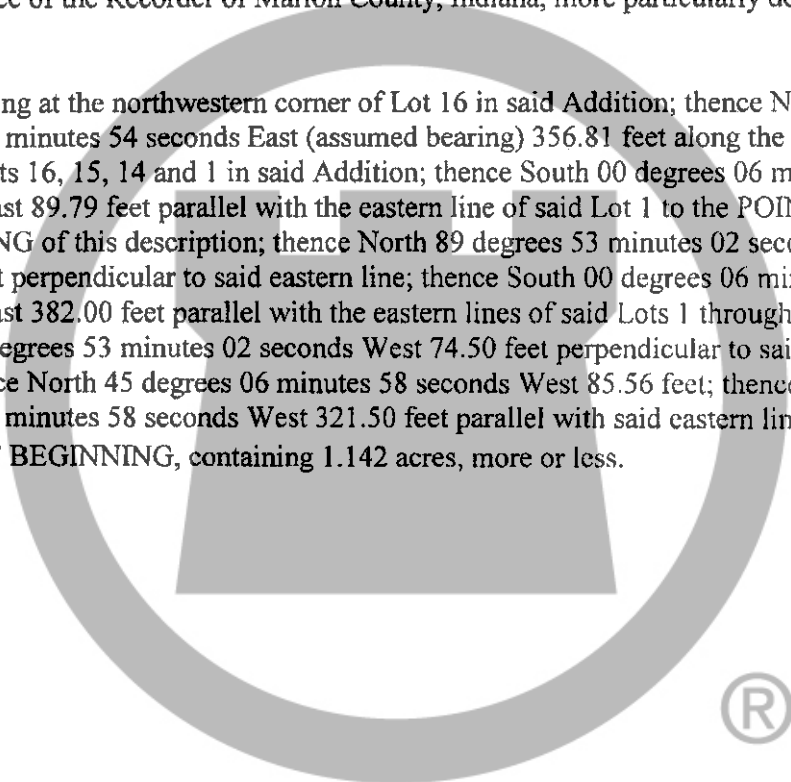 ce of the Recorder of Marion County, Indiana, more particularly de
ng at the northwestern corner of Lot 16 in said Addition; thence N
minutes 54 seconds East (assumed bearing) 356.81 feet along the
ts 16, 15, 14 and 1 in said Addition; thence South 00 degrees 06 m
ast 89.79 feet parallel with the eastern line of said Lot 1 to the POIN
NG of this description; thence North 89 degrees 53 minutes 02 seco
t perpendicular to said eastern line; thence South 00 degrees 06 min
ast 382.00 feet parallel with the eastern lines of said Lots 1 through
egrees 53 minutes 02 seconds West 74.50 feet perpendicular to sai
ce North 45 degrees 06 minutes 58 seconds West 85.56 feet; thence
minutes 58 seconds West 321.50 feet parallel with said eastern lin
BEGINNING, containing 1.142 acres, more or less.
®